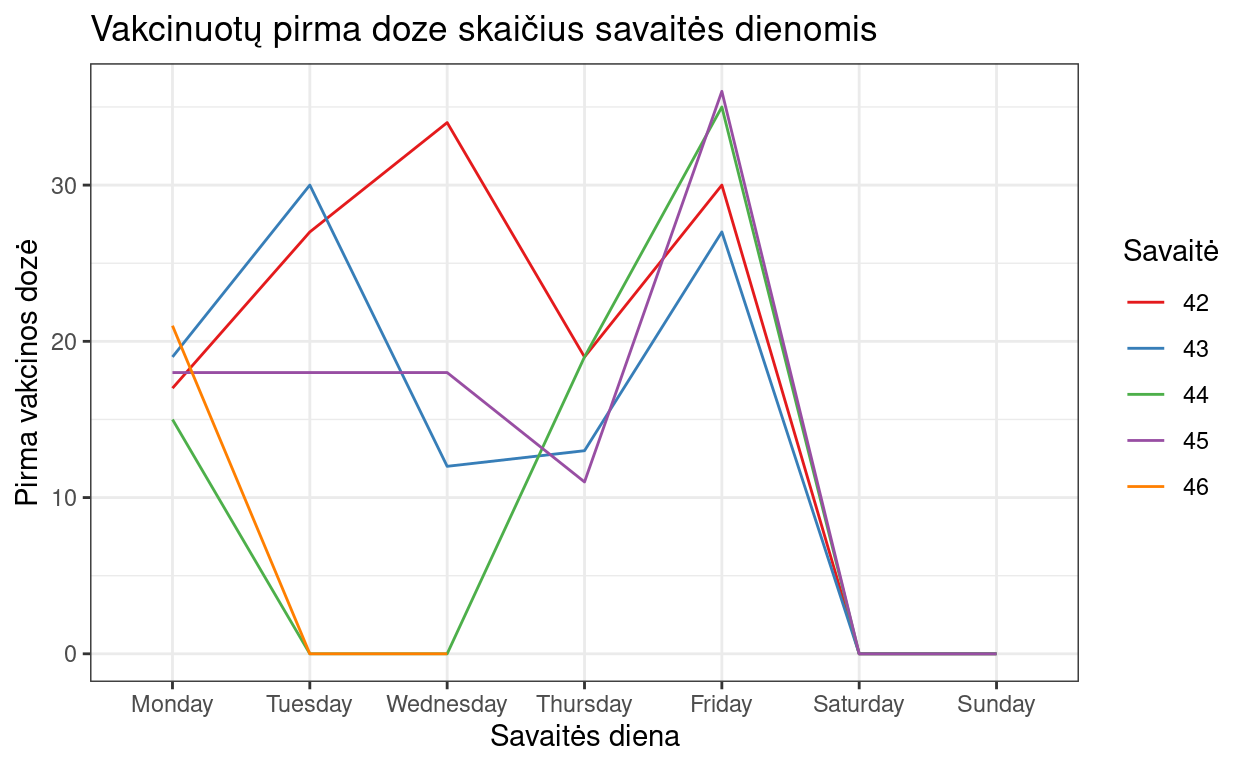 Vakcinuotų pirma doze skaičius savaitės dienomis
Pirma vakcinos dozė
30
20
10
0
Monday Tuesday Wednesday Thursday Friday Saturday Sunday
Savaitės diena
Savaitė
42
43
44
45
46